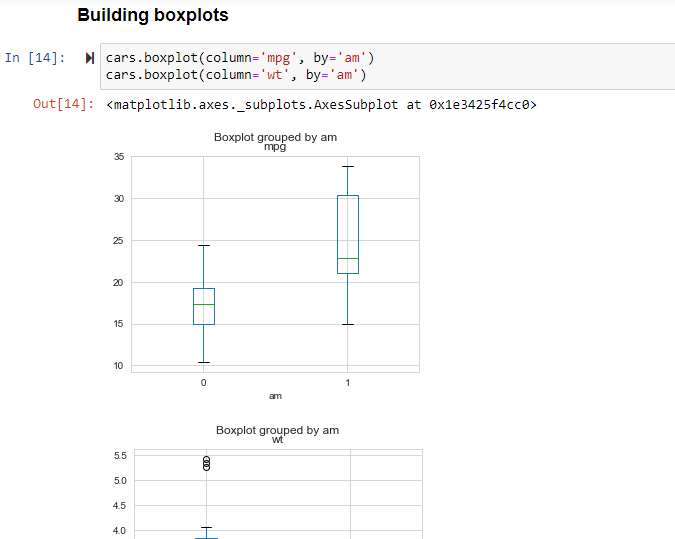 Building boxplots
In [14]: cars.boxplot(column='mpg', by='am')
cars.boxplot(column='wt', by='am')
Out[14]: <matplotlib.axes._subplots.AxesSubplot at 0x1e3425f4cc0>
Boxplot grouped by am
mpg
35
30
25
20
15
10
0 1
am
Boxplot grouped by am
wt
5.5
5.0
4.5
4.0